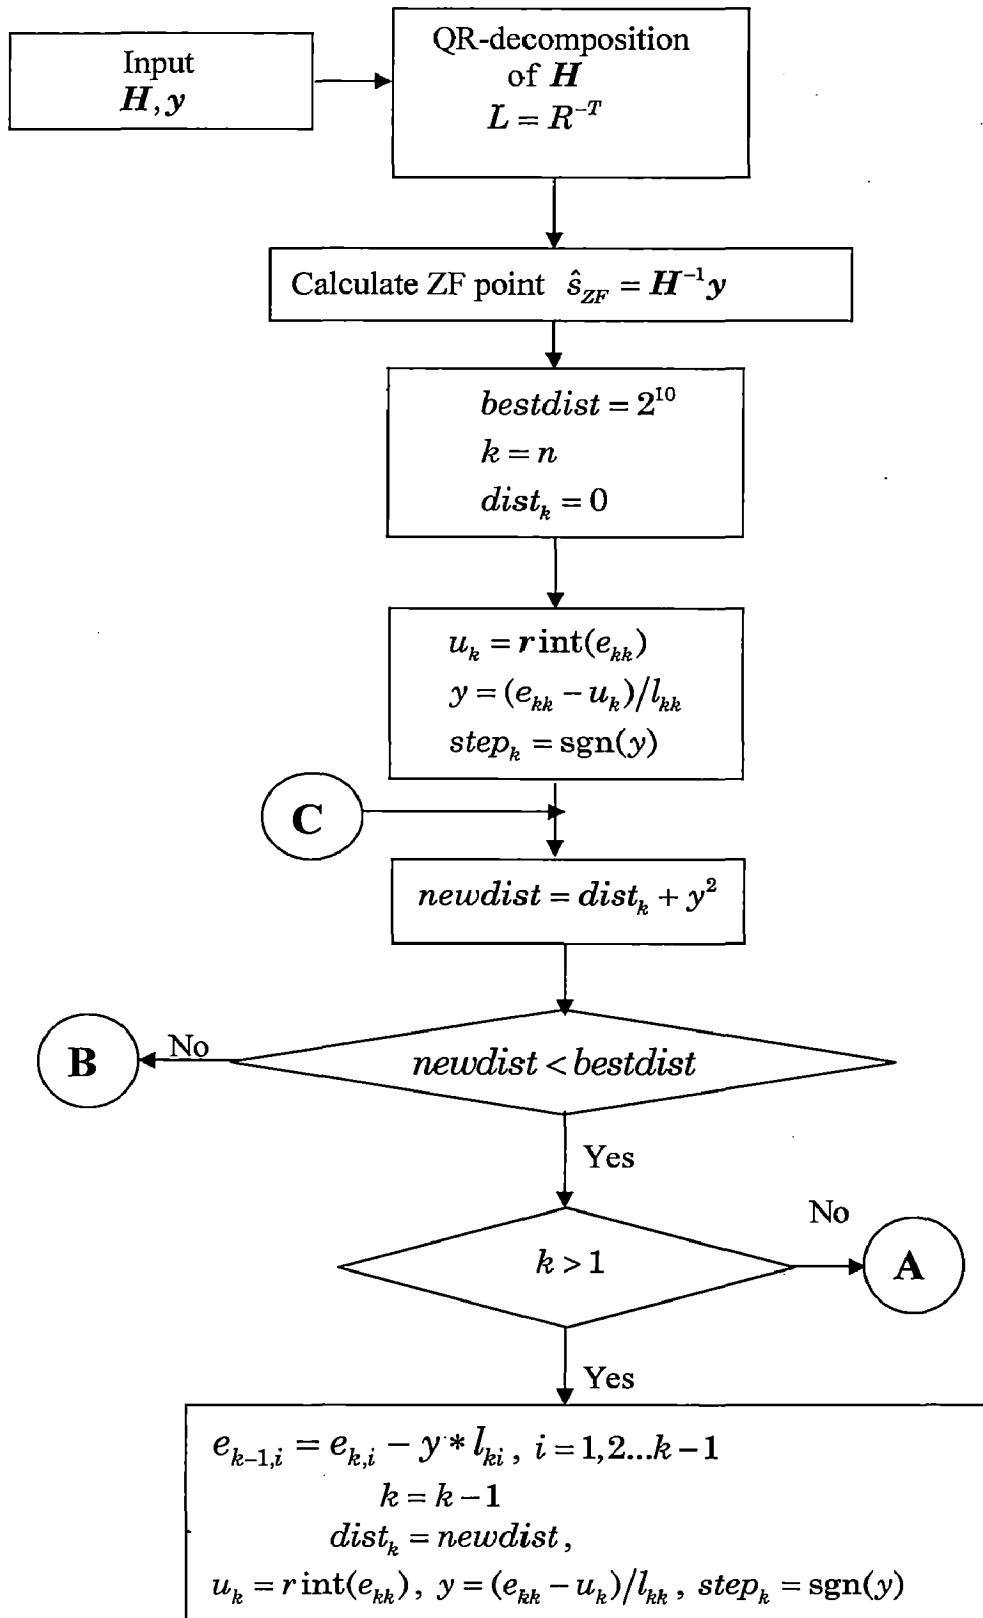 Input
H, y
QR-decomposition
of H
L = R^{-T}
Calculate ZF point ŝ_{ZF} = H^{-1}y
bestdist = 2^{10}
k = n
dist_k = 0
u_k = rint(e_{kk})
y = (e_{kk} − u_k)/l_{kk}
step_k = sgn(y)
C
newdist = dist_k + y^2
B
No
newdist < bestdist
Yes
No
k > 1
A
Yes
e_{k−1,i} = e_{k,i} − y * l_{ki}, i = 1,2...k − 1
k = k − 1
dist_k = newdist,
u_k = rint(e_{kk}), y = (e_{kk} − u_k)/l_{kk}, step_k = sgn(y)